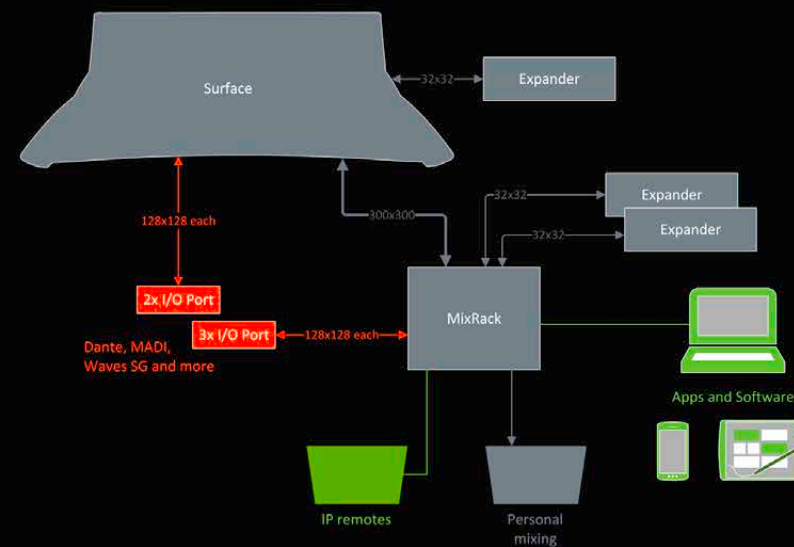 Surface
32x32
Expander
128x128 each
300x300
32x32
Expander
32x32
Expander
2x I/O Port
3x I/O Port
128x128 each
MixRack
Dante, MADI,
Waves SG and more
Apps and Software
IP remotes
Personal
mixing